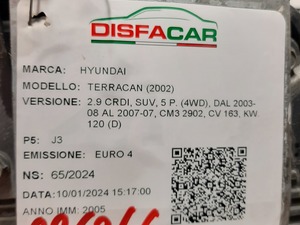 DISFACAR
MARCA: HYUNDAI
MODELLO: TERRACAN (2002)
VERSIONE: 2.9 CRDI, SUV, 5 P. (4WD), DAL 2003-
08 AL 2007-07, CM3 2902, CV 163, KW
120 (D)
P5: J3
EMISSIONE: EURO 4
NS: 65/2024
DATA:10/01/2024 15:17:00
ANNO IMM: 2005